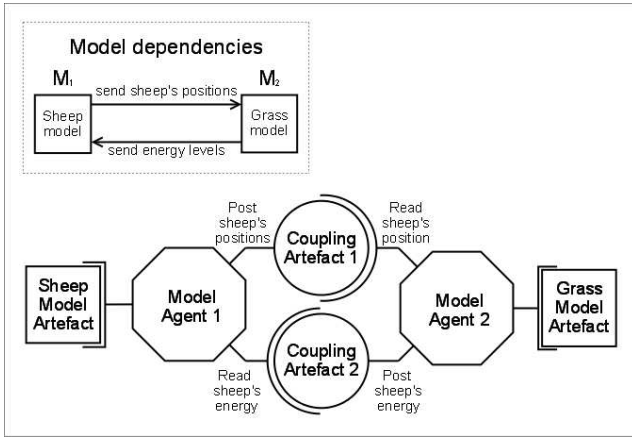 Model dependencies
M₁
M₂
send sheep's positions
Sheep
model
Grass
model
send energy levels
Post
sheep's
positions
Read
sheep's
position
Coupling
Artefact 1
Sheep
Model
Artefact
Model
Agent 1
Model
Agent 2
Grass
Model
Artefact
Coupling
Artefact 2
Read
sheep's
energy
Post
sheep's
energy